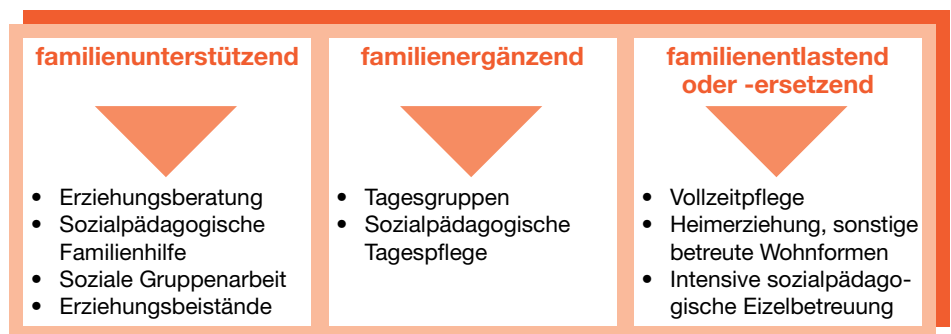 familienunterstützend
• Erziehungsberatung
• Sozialpädagogische
Familienhilfe
• Soziale Gruppenarbeit
• Erziehungsbeistände
familienergänzend
• Tagesgruppen
• Sozialpädagogische
Tagespflege
familienentlastend
oder -ersetzend
• Vollzeitpflege
• Heimerziehung, sonstige
betreute Wohnformen
• Intensive sozialpädago-
gische Eizelbetreuung